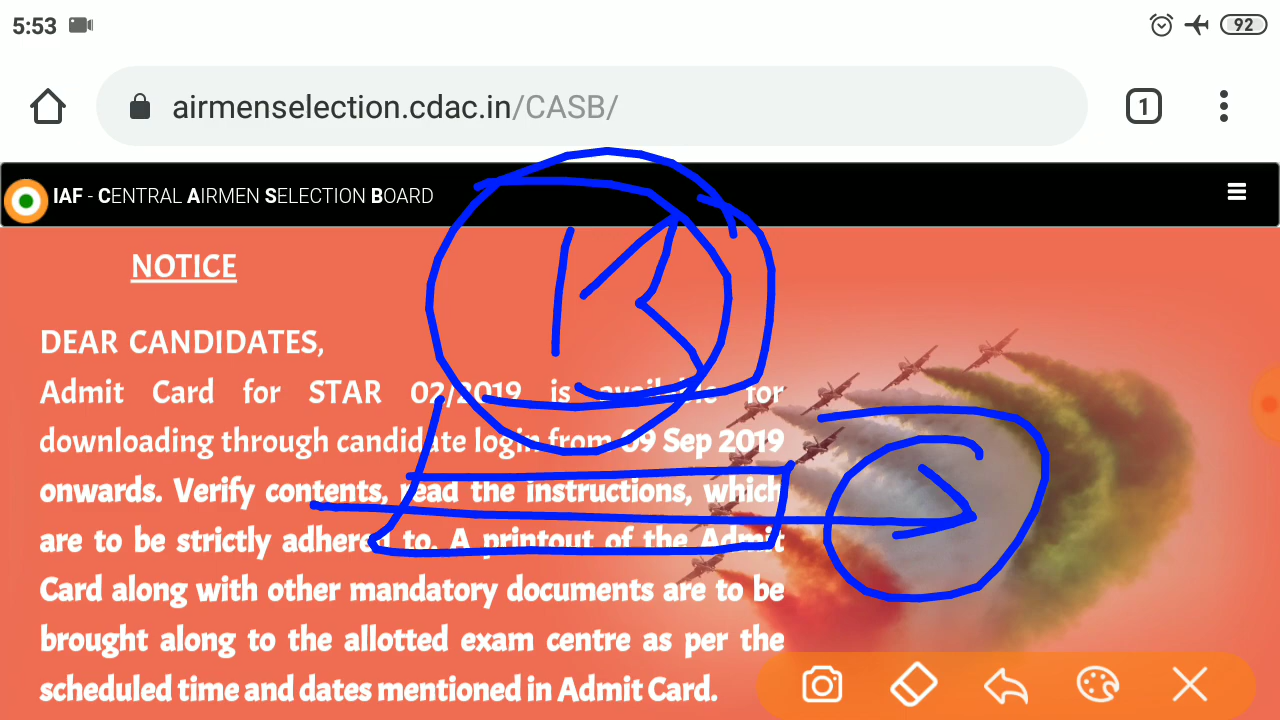 5:53
92
airmenselection.cdac.in/CASB/
1
IAF - CENTRAL AIRMEN SELECTION BOARD
NOTICE
DEAR CANDIDATES,
Admit Card for STAR 02/2019 is available for
downloading through candidate login from 09 Sep 2019
onwards. Verify contents, read the instructions, which
are to be strictly adhered to. A printout of the Admit
Card along with other mandatory documents are to be
brought along to the allotted exam centre as per the
scheduled time and dates mentioned in Admit Card.